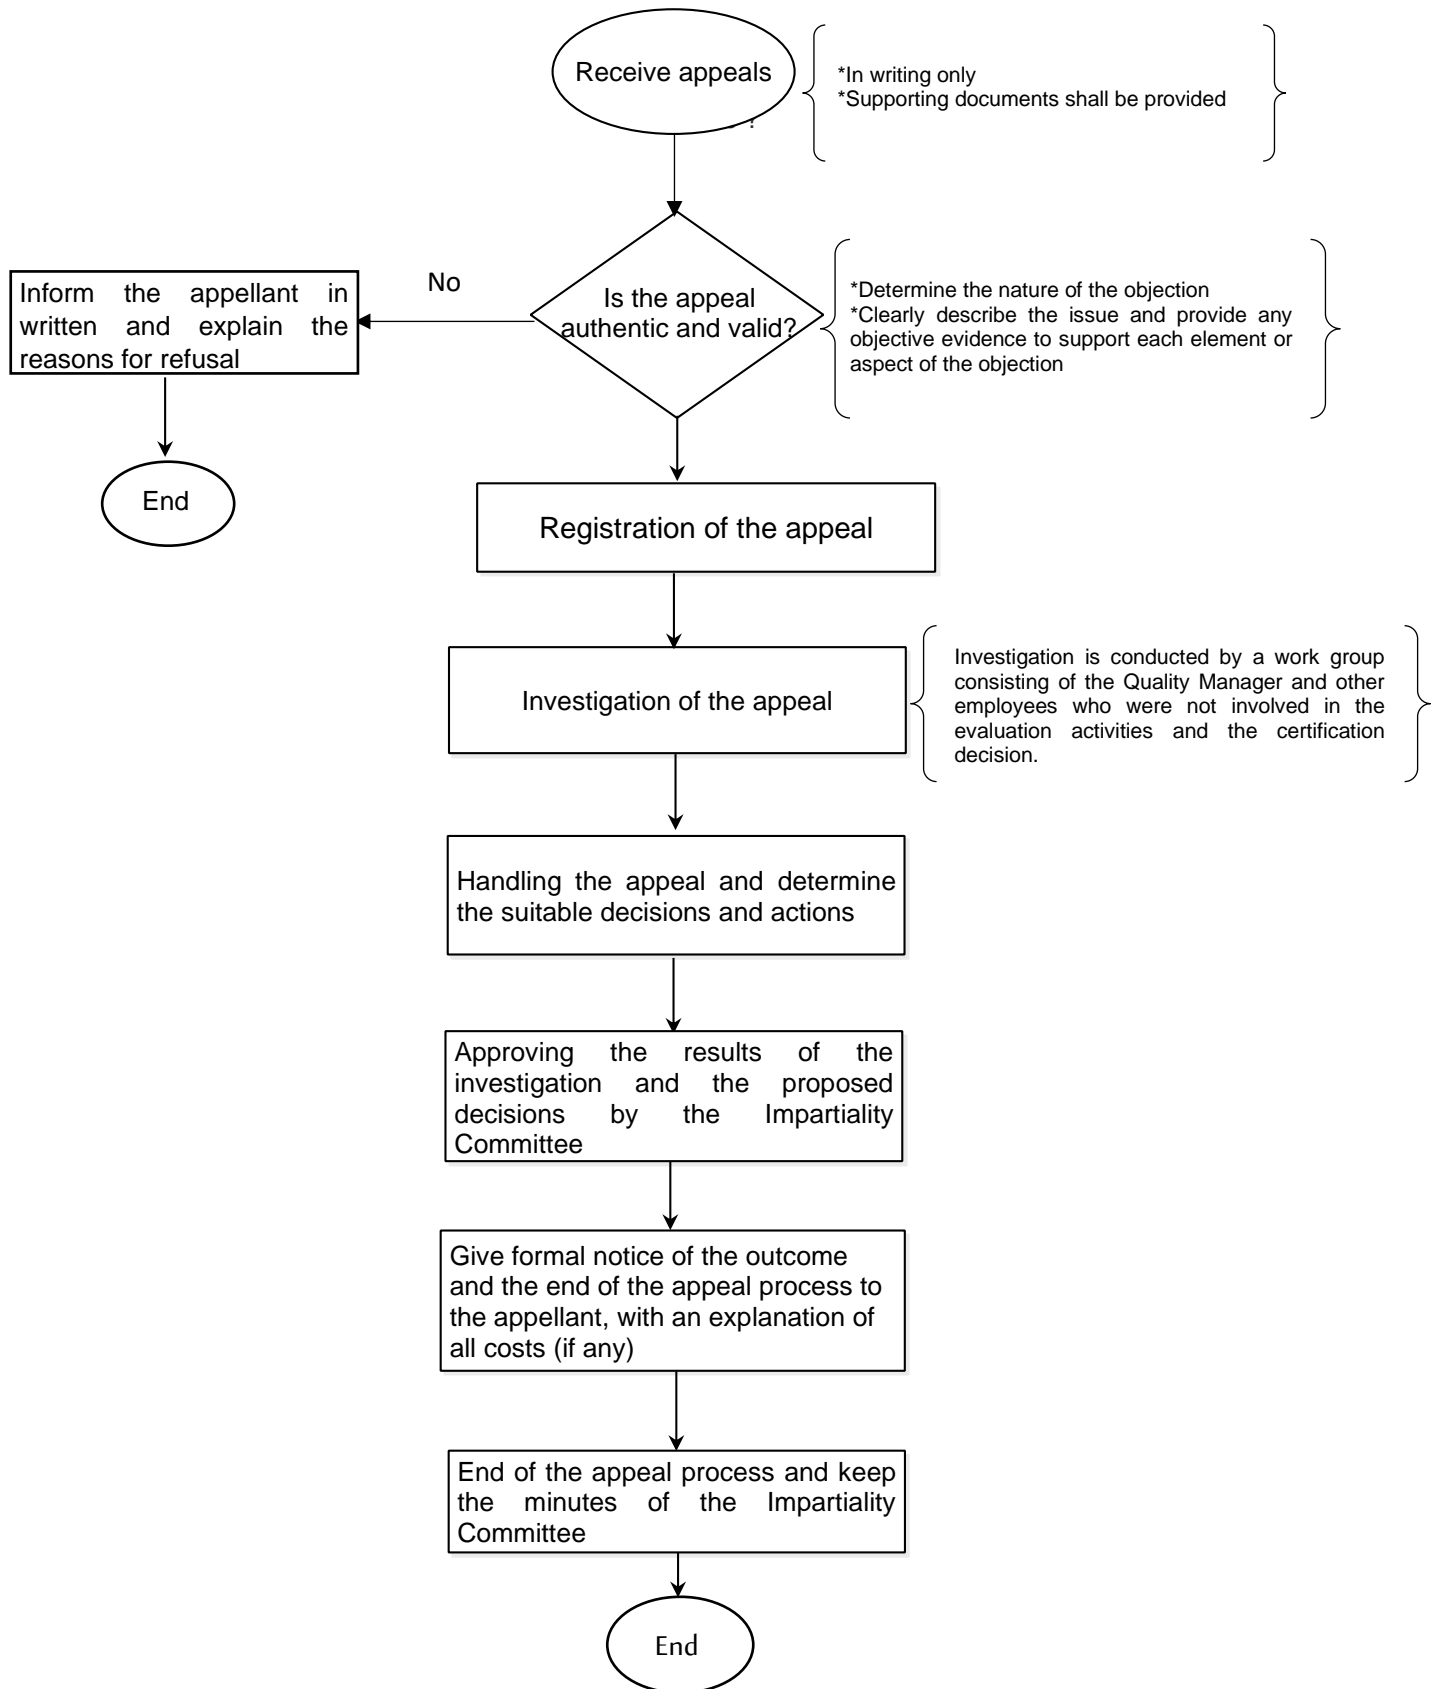 Receive appeals
*In writing only
*Supporting documents shall be provided
No
Is the appeal
authentic and valid?
*Determine the nature of the objection
*Clearly describe the issue and provide any
objective evidence to support each element or
aspect of the objection
Inform the appellant in
written and explain the
reasons for refusal
End
Registration of the appeal
Investigation of the appeal
Investigation is conducted by a work group
consisting of the Quality Manager and other
employees who were not involved in the
evaluation activities and the certification
decision.
Handling the appeal and determine
the suitable decisions and actions
Approving the results of the
investigation and the proposed
decisions by the Impartiality
Committee
Give formal notice of the outcome
and the end of the appeal process to
the appellant, with an explanation of
all costs (if any)
End of the appeal process and keep
the minutes of the Impartiality
Committee
End